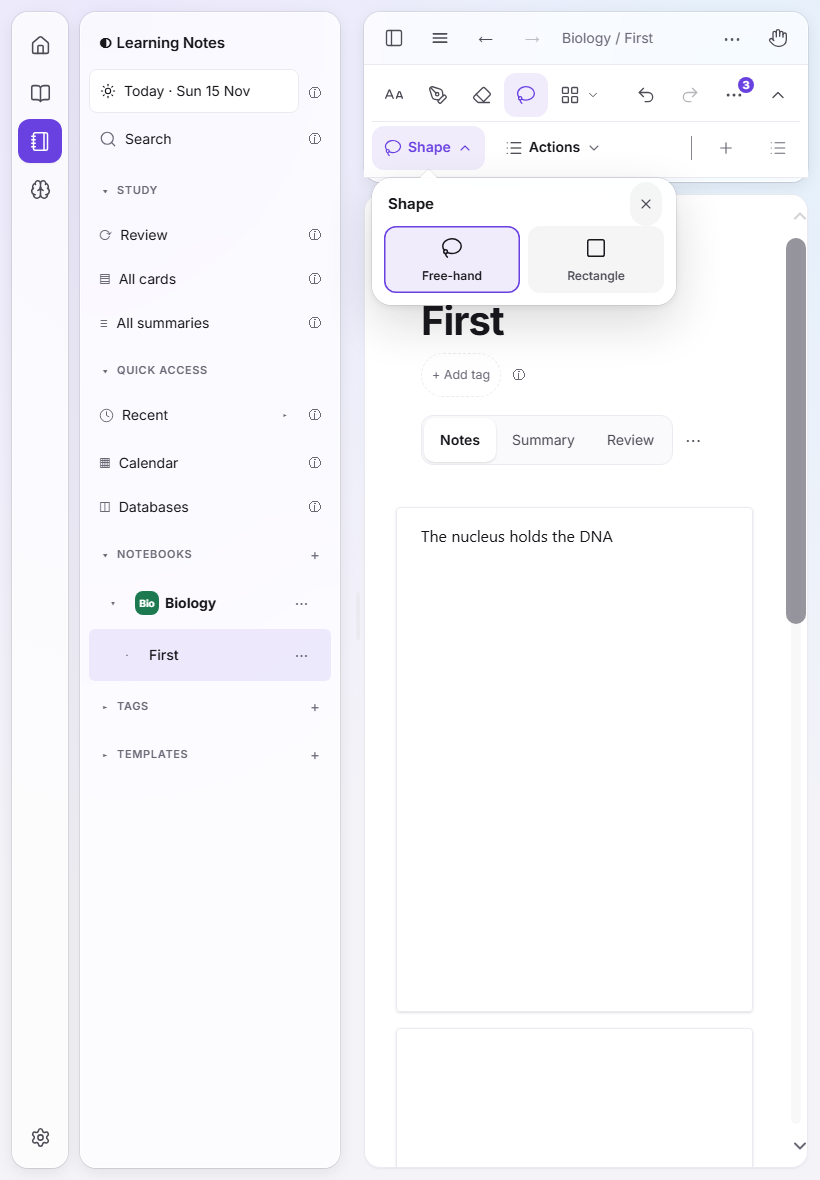 Learning Notes
Today · Sun 15 Nov
Search
STUDY
Review
All cards
All summaries
QUICK ACCESS
Recent
Calendar
Databases
NOTEBOOKS
Bio Biology
First
TAGS
TEMPLATES
Biology / First
AA
3
Shape
Actions
Shape
Free-hand
Rectangle
First
+ Add tag
Notes Summary Review
The nucleus holds the DNA